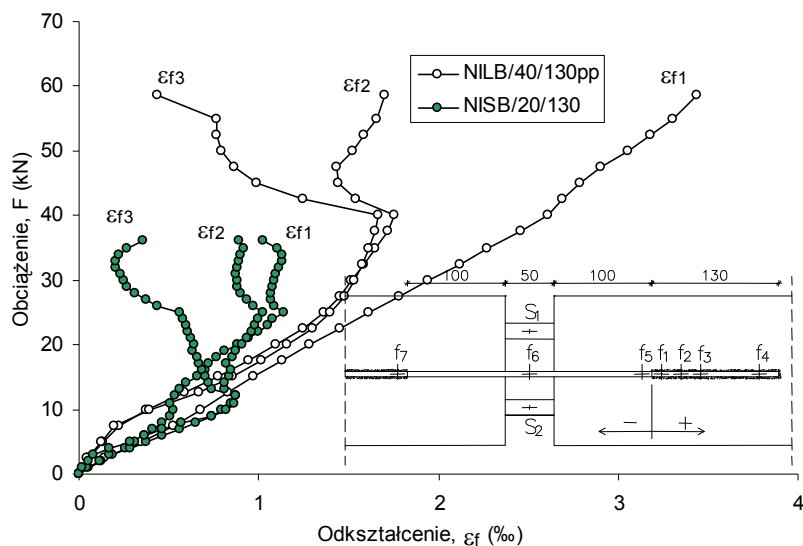 70
60
50
40
30
20
10
0
Obciążenie, F (kN)
εf3
εf2
εf1
NILB/40/130pp
NISB/20/130
εf3
εf2
εf1
100
50
100
130
S1
f7
f6
f5
f1
f2
f3
f4
S2
− +
0
1
2
3
4
Odkształcenie, εf (‰)